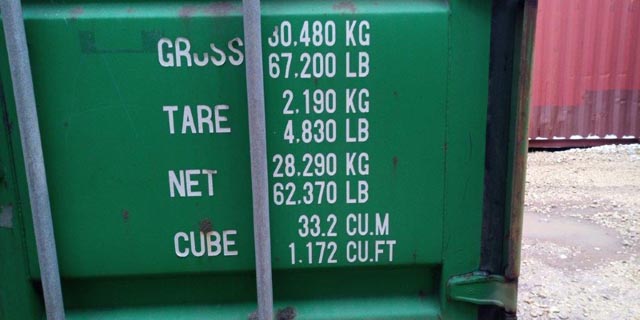 GROSS 30.480 KG
67.200 LB
TARE 2.190 KG
4.830 LB
NET 28.290 KG
62.370 LB
CUBE 33.2 CU.M
1.172 CU.FT